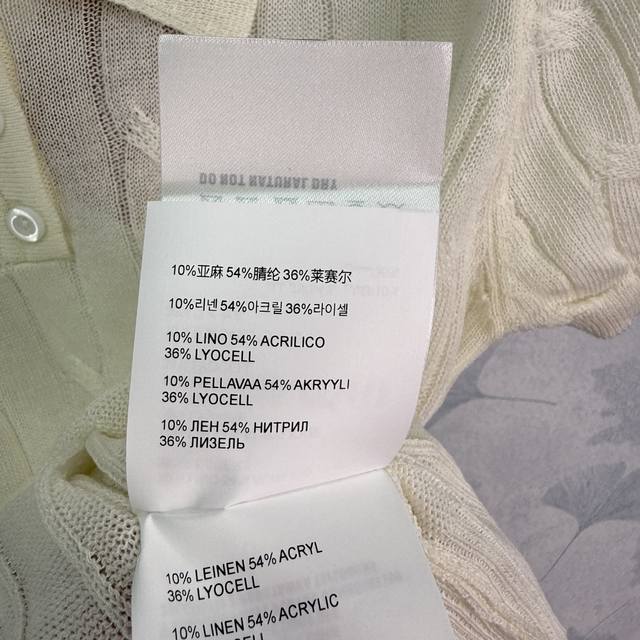 DO NOT NATURAL DRY
10%亚麻 54%腈纶 36%莱赛尔
10%리넨 54%아크릴 36%라이셀
10% LINO 54% ACRILICO
36% LYOCELL
10% PELLAVAA 54% AKRYYLI
36% LYOCELL
10% ЛЕН 54% НИТРИЛ
36% ЛИЗЕЛЬ
10% LEINEN 54% ACRYL
36% LYOCELL
10% LINEN 54% ACRYLIC
36% LYOCELL